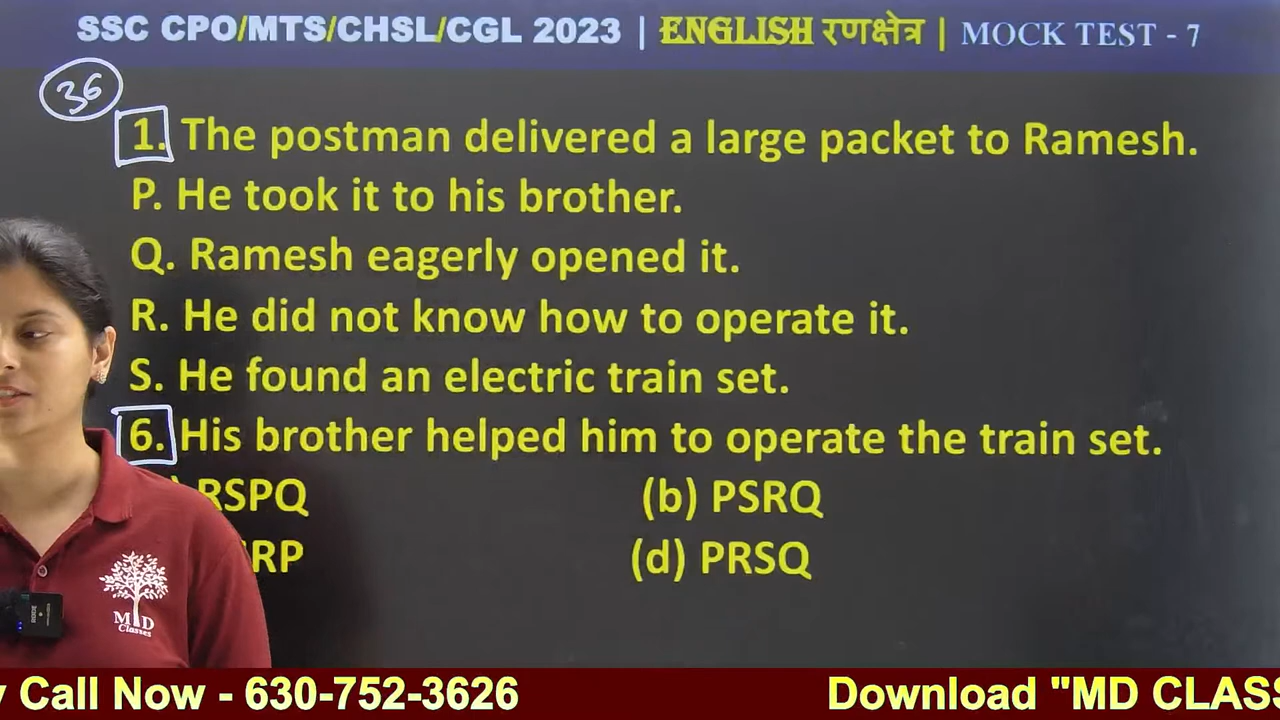 SSC CPO/MTS/CHSL/CGL 2023 | ENGLISH रणक्षेत्र | MOCK TEST - 7
36
1. The postman delivered a large packet to Ramesh.
P. He took it to his brother.
Q. Ramesh eagerly opened it.
R. He did not know how to operate it.
S. He found an electric train set.
6. His brother helped him to operate the train set.
RSPQ (b) PSRQ
RP (d) PRSQ
MD
Classes
RODE
Call Now - 630-752-3626 Download "MD